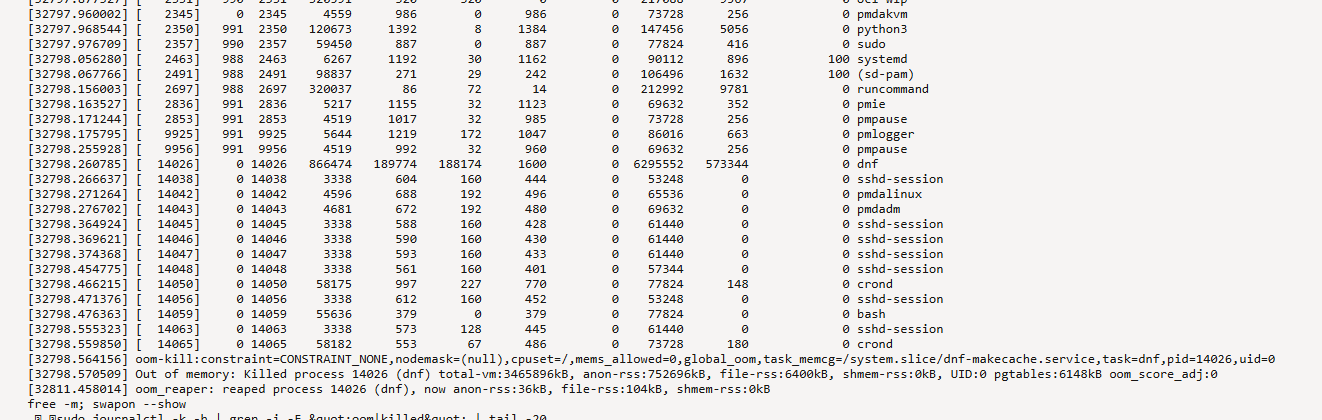 [32797.960002] [ 2345] 0 2345 4559 986 0 986 0 73728 256 0 pmdakvm
[32797.968544] [ 2350] 991 2350 120673 1392 8 1384 0 147456 5056 0 python3
[32797.976709] [ 2357] 990 2357 59450 887 0 887 0 77824 416 0 sudo
[32798.056280] [ 2463] 988 2463 6267 1192 30 1162 0 90112 896 100 systemd
[32798.067766] [ 2491] 988 2491 98837 271 29 242 0 106496 1632 100 (sd-pam)
[32798.156003] [ 2697] 988 2697 320037 86 72 14 0 212992 9781 0 runcommand
[32798.163527] [ 2836] 991 2836 5217 1155 32 1123 0 69632 352 0 pmie
[32798.171244] [ 2853] 991 2853 4519 1017 32 985 0 73728 256 0 pmpause
[32798.175795] [ 9925] 991 9925 5644 1219 172 1047 0 86016 663 0 pmlogger
[32798.255928] [ 9956] 991 9956 4519 992 32 960 0 69632 256 0 pmpause
[32798.260785] [ 14026] 0 14026 866474 189774 188174 1600 0 6295552 573344 0 dnf
[32798.266637] [ 14038] 0 14038 3338 604 160 444 0 53248 0 0 sshd-session
[32798.271264] [ 14042] 0 14042 4596 688 192 496 0 65536 0 0 pmdalinux
[32798.276702] [ 14043] 0 14043 4681 672 192 480 0 69632 0 0 pmdadm
[32798.364924] [ 14045] 0 14045 3338 588 160 428 0 61440 0 0 sshd-session
[32798.369621] [ 14046] 0 14046 3338 590 160 430 0 61440 0 0 sshd-session
[32798.374368] [ 14047] 0 14047 3338 593 160 433 0 61440 0 0 sshd-session
[32798.454775] [ 14048] 0 14048 3338 561 160 401 0 57344 0 0 sshd-session
[32798.466215] [ 14050] 0 14050 58175 997 227 770 0 77824 148 0 crond
[32798.471376] [ 14056] 0 14056 3338 612 160 452 0 53248 0 0 sshd-session
[32798.476363] [ 14059] 0 14059 55636 379 0 379 0 77824 0 0 bash
[32798.555323] [ 14063] 0 14063 3338 573 128 445 0 61440 0 0 sshd-session
[32798.559850] [ 14065] 0 14065 58182 553 67 486 0 73728 180 0 crond
[32798.564156] oom-kill:constraint=CONSTRAINT_NONE,nodemask=(null),cpuset=/,mems_allowed=0,global_oom,task_memcg=/system.slice/dnf-makecache.service,task=dnf,pid=14026,uid=0
[32798.570509] Out of memory: Killed process 14026 (dnf) total-vm:3465896kB, anon-rss:752696kB, file-rss:6400kB, shmem-rss:0kB, UID:0 pgtables:6148kB oom_score_adj:0
[32811.458014] oom_reaper: reaped process 14026 (dnf), now anon-rss:36kB, file-rss:104kB, shmem-rss:0kB
free -m; swapon --show
sudo journalctl -k -b | grep -i -E &quot;oom|killed&quot; | tail -20